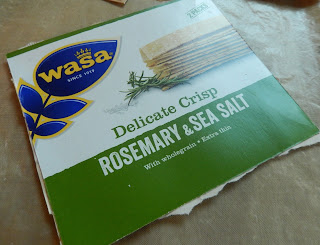 wasa
SINCE 1919
Delicate Crisp
ROSEMARY & SEA SALT
With wholegrain • Extra thin